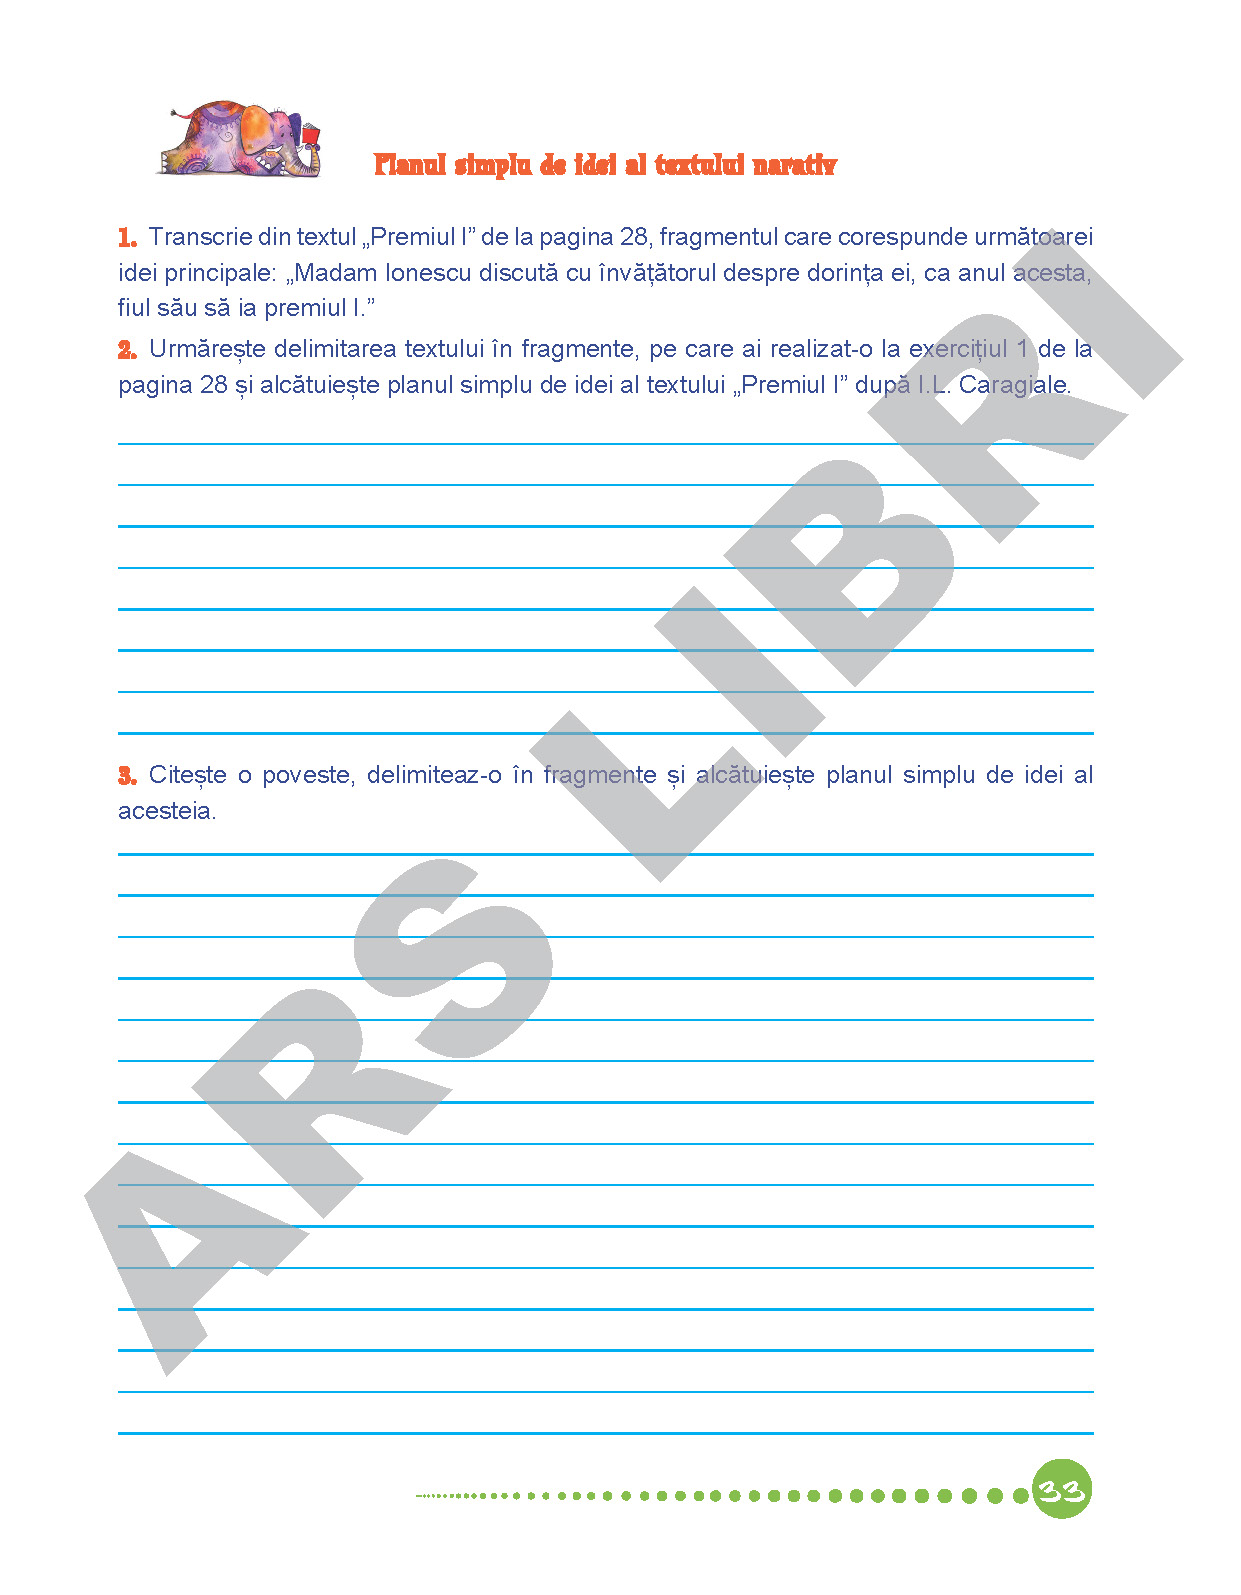 Planul simplu de idei al textului narativ
1. Transcrie din textul „Premiul I” de la pagina 28, fragmentul care corespunde următoarei
idei principale: „Madam Ionescu discută cu învățătorul despre dorința ei, ca anul acesta,
fiul său să ia premiul I.”
2. Urmărește delimitarea textului în fragmente, pe care ai realizat-o la exercițiul 1 de la
pagina 28 și alcătuiește planul simplu de idei al textului „Premiul I” după I.L. Caragiale.
3. Citește o poveste, delimiteaz-o în fragmente și alcătuiește planul simplu de idei al
acesteia.
ARS LIBRI
33